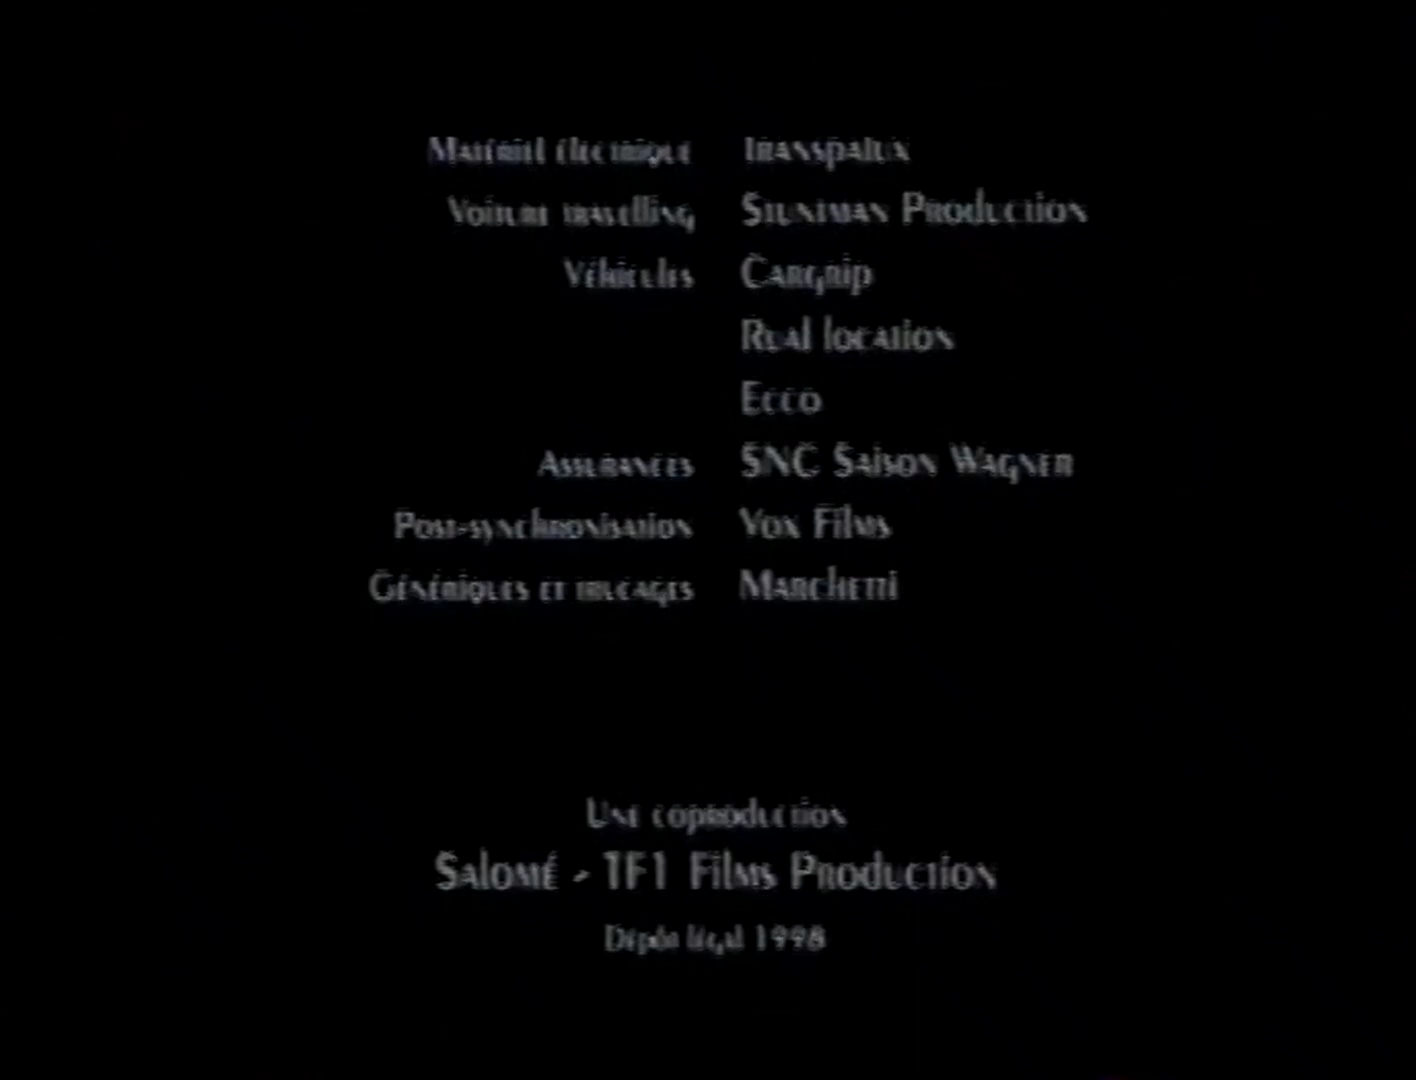 Matériel électrique Transpalux
Voiture travelling Stuntman Production
Véhicules Cargrip
Rual location
Ecco
Assurances SNC Saison Wagner
Post-synchronisation Vox Films
Génériques et trucages Marchetti
Une coproduction
Salomé - TF1 Films Production
Dépôt légal 1998